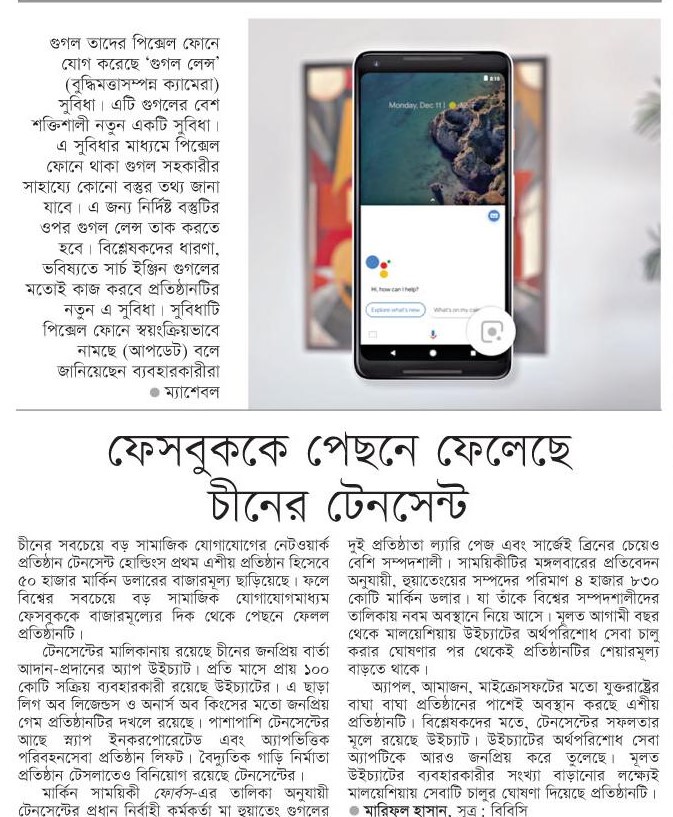 গুগল তাদের পিক্সেল ফোনে
যোগ করেছে ‘গুগল লেন্স’
(বুদ্ধিমত্তাসম্পন্ন ক্যামেরা)
সুবিধা। এটি গুগলের বেশ
শক্তিশালী নতুন একটি সুবিধা।
এ সুবিধার মাধ্যমে পিক্সেল
ফোনে থাকা গুগল সহকারীর
সাহায্যে কোনো বস্তুর তথ্য জানা
যাবে। এ জন্য নির্দিষ্ট বস্তুটির
ওপর গুগল লেন্স তাক করতে
হবে। বিশ্লেষকদের ধারণা,
ভবিষ্যতে সার্চ ইঞ্জিন গুগলের
মতোই কাজ করবে প্রতিষ্ঠানটির
নতুন এ সুবিধা। সুবিধাটি
পিক্সেল ফোনে স্বয়ংক্রিয়ভাবে
নামছে (আপডেট) বলে
জানিয়েছেন ব্যবহারকারীরা
● ম্যাশেবল
8:15
Monday, Dec 11 |
Hi, how can I help?
Explore what's new
What's on my
ফেসবুককে পেছনে ফেলেছে
চীনের টেনসেন্ট
চীনের সবচেয়ে বড় সামাজিক যোগাযোগের নেটওয়ার্ক
প্রতিষ্ঠান টেনসেন্ট হোল্ডিংস প্রথম এশীয় প্রতিষ্ঠান হিসেবে
৫০ হাজার মার্কিন ডলারের বাজারমূল্য ছাড়িয়েছে। ফলে
বিশ্বের সবচেয়ে বড় সামাজিক যোগাযোগমাধ্যম
ফেসবুককে বাজারমূল্যের দিক থেকে পেছনে ফেলল
প্রতিষ্ঠানটি।
টেনসেন্টের মালিকানায় রয়েছে চীনের জনপ্রিয় বার্তা
আদান-প্রদানের অ্যাপ উইচ্যাট। প্রতি মাসে প্রায় ১০০
কোটি সক্রিয় ব্যবহারকারী রয়েছে উইচ্যাটের। এ ছাড়া
লিগ অব লিজেন্ডস ও অনার্স অব কিংসের মতো জনপ্রিয়
গেম প্রতিষ্ঠানটির দখলে রয়েছে। পাশাপাশি টেনসেন্টের
আছে স্ন্যাপ ইনকরপোরেটেড এবং অ্যাপভিত্তিক
পরিবহনসেবা প্রতিষ্ঠান লিফট। বৈদ্যুতিক গাড়ি নির্মাতা
প্রতিষ্ঠান টেসলাতেও বিনিয়োগ রয়েছে টেনসেন্টের।
মার্কিন সাময়িকী ফোর্বস-এর তালিকা অনুযায়ী
টেনসেন্টের প্রধান নির্বাহী কর্মকর্তা মা হুয়াতেং গুগলের
দুই প্রতিষ্ঠাতা ল্যারি পেজ এবং সার্জেই ব্রিনের চেয়েও
বেশি সম্পদশালী। সাময়িকীটির মঙ্গলবারের প্রতিবেদন
অনুযায়ী, হুয়াতেংয়ের সম্পদের পরিমাণ ৪ হাজার ৮৩০
কোটি মার্কিন ডলার। যা তাঁকে বিশ্বের সম্পদশালীদের
তালিকায় নবম অবস্থানে নিয়ে আসে। মূলত আগামী বছর
থেকে মালয়েশিয়ায় উইচ্যাটের অর্থপরিশোধ সেবা চালু
করার ঘোষণার পর থেকেই প্রতিষ্ঠানটির শেয়ারমূল্য
বাড়তে থাকে।
অ্যাপল, আমাজন, মাইক্রোসফটের মতো যুক্তরাষ্ট্রের
বাঘা বাঘা প্রতিষ্ঠানের পাশেই অবস্থান করছে এশীয়
প্রতিষ্ঠানটি। বিশ্লেষকদের মতে, টেনসেন্টের সফলতার
মূলে রয়েছে উইচ্যাট। উইচ্যাটের অর্থপরিশোধ সেবা
অ্যাপটিকে আরও জনপ্রিয় করে তুলেছে। মূলত
উইচ্যাটের ব্যবহারকারীর সংখ্যা বাড়ানোর লক্ষ্যেই
মালয়েশিয়ায় সেবাটি চালুর ঘোষণা দিয়েছে প্রতিষ্ঠানটি।
● মারিফুল হাসান, সূত্র : বিবিসি